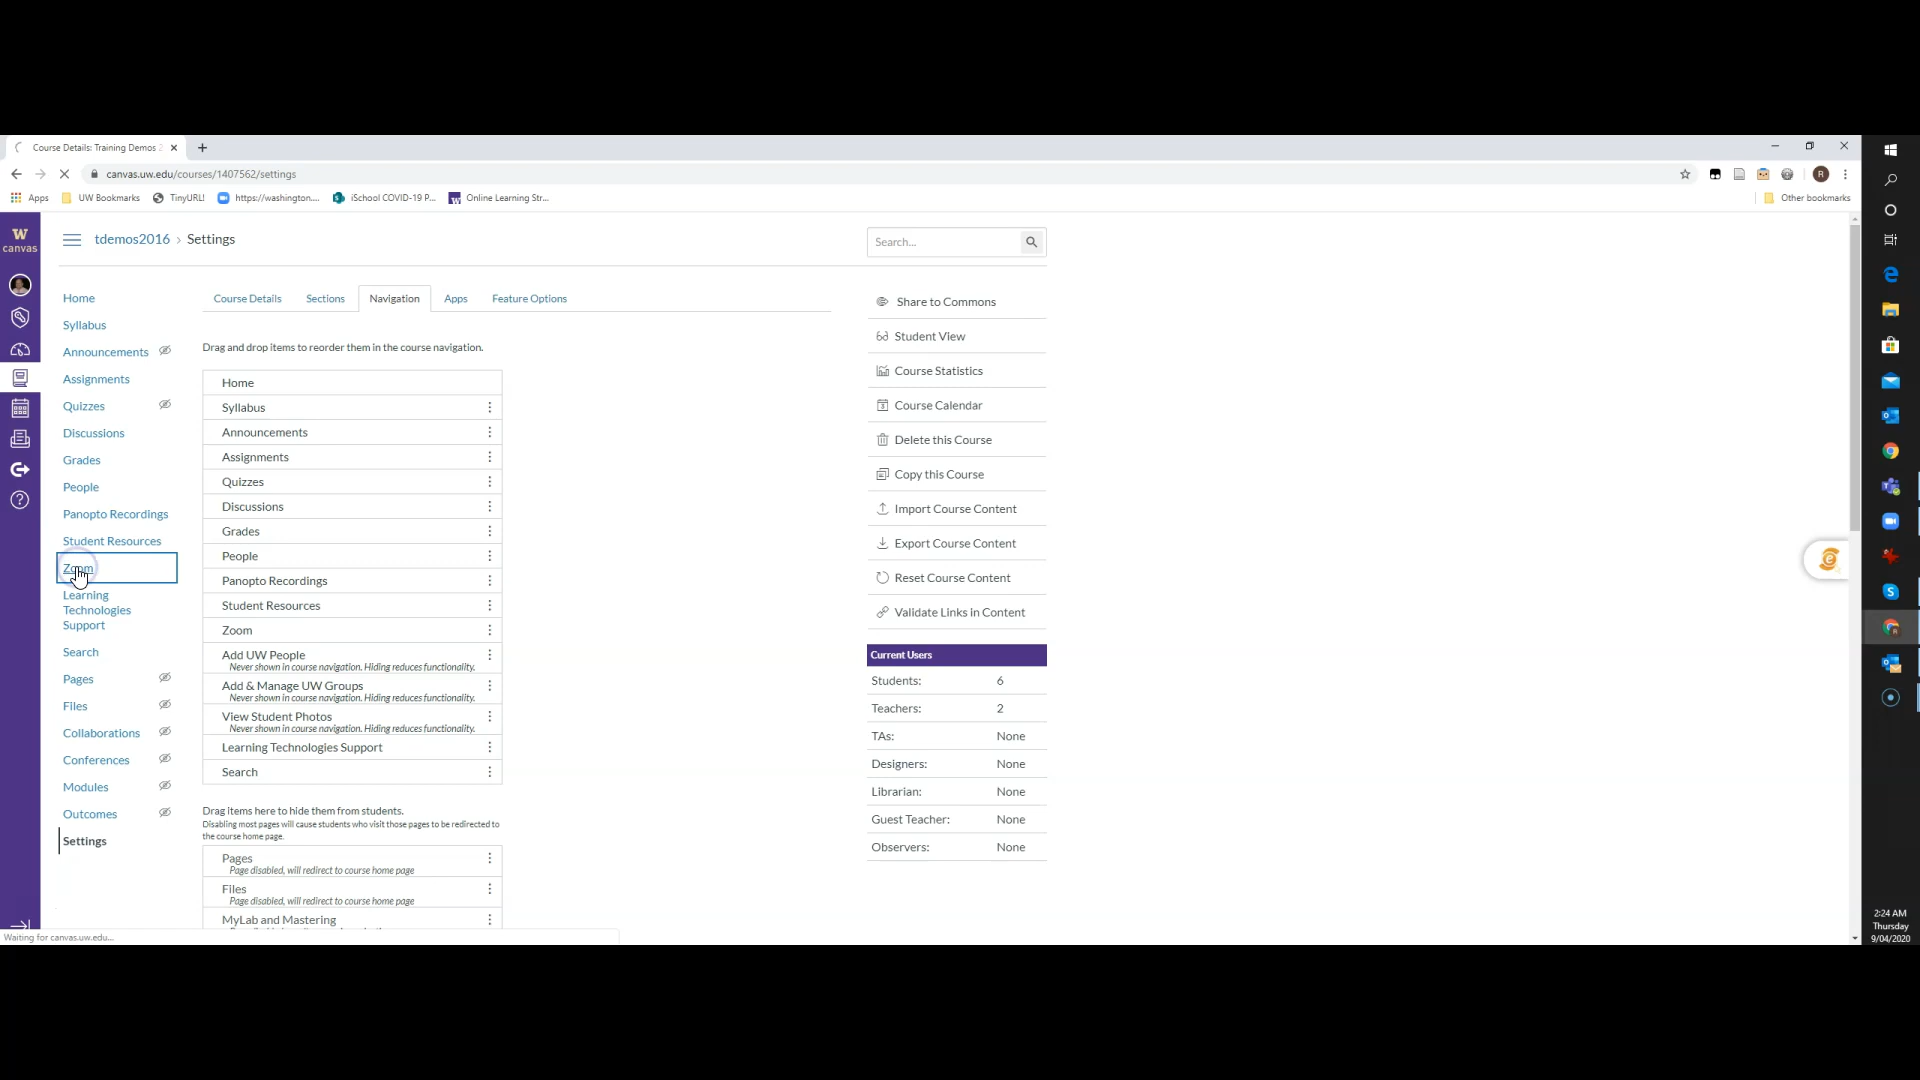 Course Details: Training Demos 2
canvas.uw.edu/courses/1407562/settings
R
Apps
UW Bookmarks
TinyURL!
https://washington....
iSchool COVID-19 P...
Online Learning Str...
Other bookmarks
W
canvas
tdemos2016 › Settings
Search...
Home
Syllabus
Announcements
Assignments
Quizzes
Discussions
Grades
People
Panopto Recordings
Student Resources
Zoom
Learning
Technologies
Support
Search
Pages
Files
Collaborations
Conferences
Modules
Outcomes
Settings
Course Details
Sections
Navigation
Apps
Feature Options
Drag and drop items to reorder them in the course navigation.
Home
Syllabus
Announcements
Assignments
Quizzes
Discussions
Grades
People
Panopto Recordings
Student Resources
Zoom
Add UW People
Never shown in course navigation. Hiding reduces functionality.
Add & Manage UW Groups
Never shown in course navigation. Hiding reduces functionality.
View Student Photos
Never shown in course navigation. Hiding reduces functionality.
Learning Technologies Support
Search
Drag items here to hide them from students.
Disabling most pages will cause students who visit those pages to be redirected to
the course home page.
Pages
Page disabled, will redirect to course home page
Files
Page disabled, will redirect to course home page
MyLab and Mastering
Share to Commons
Student View
Course Statistics
Course Calendar
Delete this Course
Copy this Course
Import Course Content
Export Course Content
Reset Course Content
Validate Links in Content
Current Users
Students: 6
Teachers: 2
TAs: None
Designers: None
Librarian: None
Guest Teacher: None
Observers: None
Waiting for canvas.uw.edu...
2:24 AM
Thursday
9/04/2020